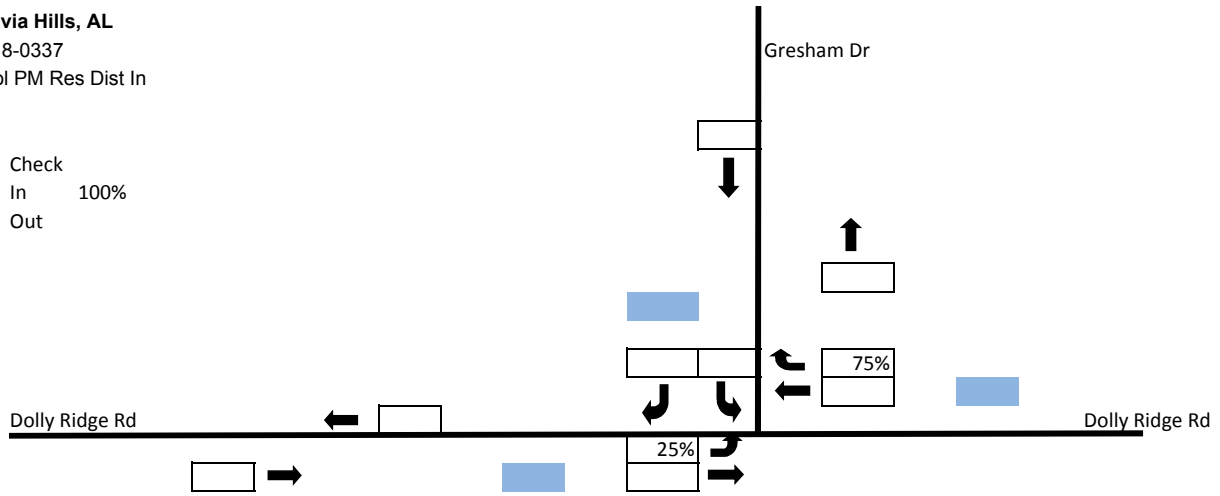 via Hills, AL
8-0337
ol PM Res Dist In
Gresham Dr
Check
In 100%
Out
75%
Dolly Ridge Rd
Dolly Ridge Rd
25%